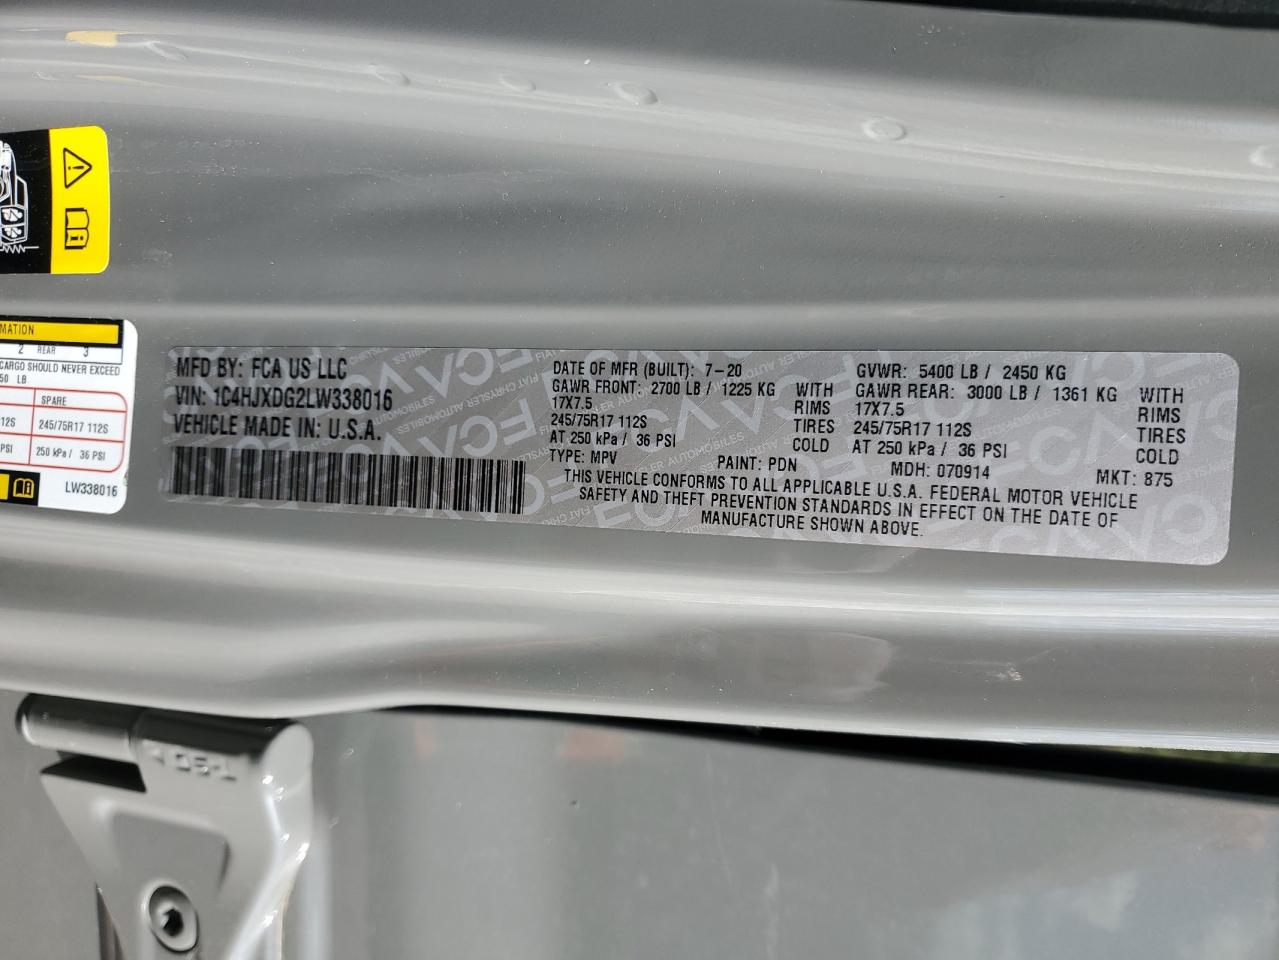 MATION
2 REAR 3
CARGO SHOULD NEVER EXCEED
50 LB
SPARE
12S 245/75R17 112S
PSI 250 kPa / 36 PSI
LW338016
MFD BY: FCA US LLC
VIN: 1C4HJXDG2LW338016
VEHICLE MADE IN: U.S.A.
DATE OF MFR (BUILT): 7-20 GVWR: 5400 LB / 2450 KG
GAWR FRONT: 2700 LB / 1225 KG WITH GAWR REAR: 3000 LB / 1361 KG WITH
17X7.5 RIMS 17X7.5 RIMS
245/75R17 112S TIRES 245/75R17 112S TIRES
AT 250 kPa / 36 PSI COLD AT 250 kPa / 36 PSI COLD
TYPE: MPV PAINT: PDN MDH: 070914 MKT: 875
THIS VEHICLE CONFORMS TO ALL APPLICABLE U.S.A. FEDERAL MOTOR VEHICLE
SAFETY AND THEFT PREVENTION STANDARDS IN EFFECT ON THE DATE OF
MANUFACTURE SHOWN ABOVE.
T-50